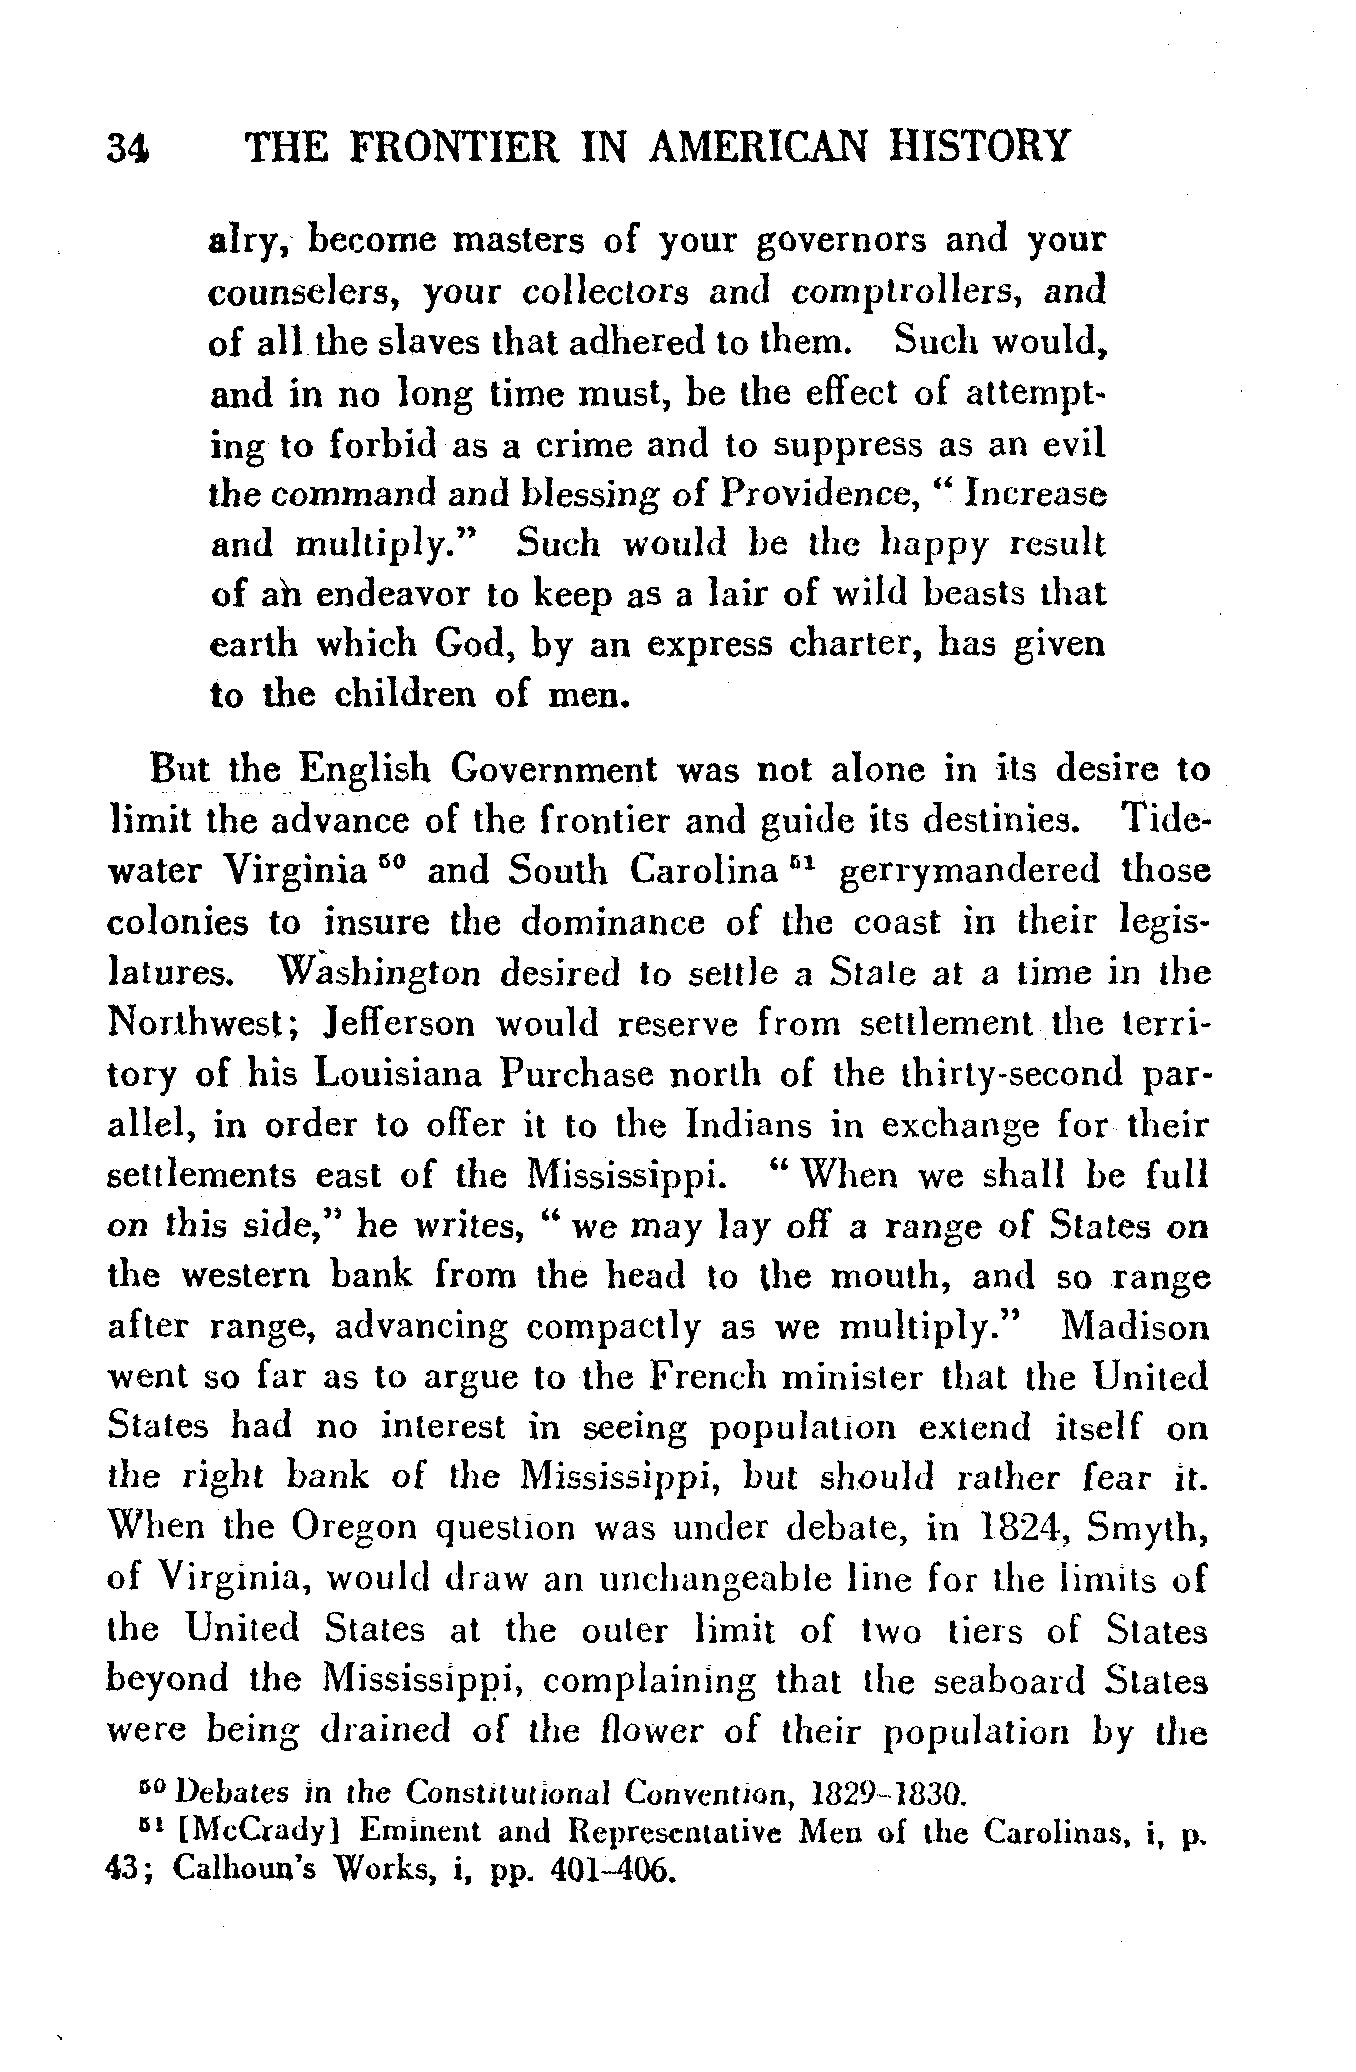 34 THE FRONTIER IN AMERICAN HISTORY
alry, become masters of your governors and your
counselers, your collectors and comptrollers, and
of all the slaves that adhered to them. Such would,
and in no long time must, be the effect of attempt-
ing to forbid as a crime and to suppress as an evil
the command and blessing of Providence, “ Increase
and multiply.” Such would be the happy result
of an endeavor to keep as a lair of wild beasts that
earth which God, by an express charter, has given
to the children of men.
But the English Government was not alone in its desire to
limit the advance of the frontier and guide its destinies. Tide-
water Virginia ⁵⁰ and South Carolina ⁵¹ gerrymandered those
colonies to insure the dominance of the coast in their legis-
latures. Washington desired to settle a State at a time in the
Northwest; Jefferson would reserve from settlement the terri-
tory of his Louisiana Purchase north of the thirty-second par-
allel, in order to offer it to the Indians in exchange for their
settlements east of the Mississippi. “ When we shall be full
on this side,” he writes, “ we may lay off a range of States on
the western bank from the head to the mouth, and so range
after range, advancing compactly as we multiply.” Madison
went so far as to argue to the French minister that the United
States had no interest in seeing population extend itself on
the right bank of the Mississippi, but should rather fear it.
When the Oregon question was under debate, in 1824, Smyth,
of Virginia, would draw an unchangeable line for the limits of
the United States at the outer limit of two tiers of States
beyond the Mississippi, complaining that the seaboard States
were being drained of the flower of their population by the
⁵⁰ Debates in the Constitutional Convention, 1829–1830.
⁵¹ [McCrady] Eminent and Representative Men of the Carolinas, i, p.
43; Calhoun’s Works, i, pp. 401–406.